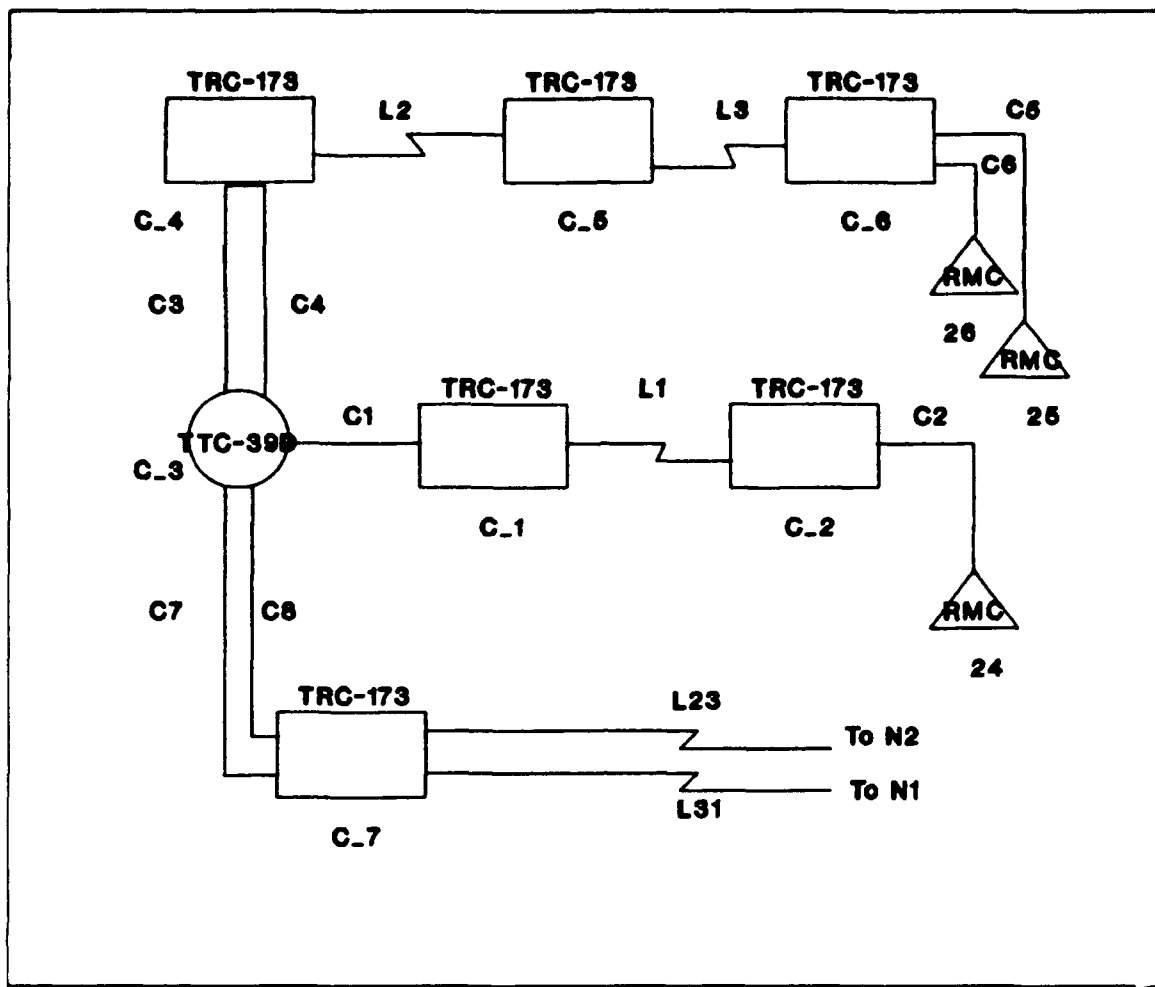 TRC-173
TRC-173
TRC-173
L2
L3
C5
C6
C_4
C_5
C_6
RMC
26
C3
C4
RMC
25
TRC-173
TRC-173
L1
C1
C2
TTC-39D
C_3
C_1
C_2
RMC
24
C7
C8
TRC-173
L23
To N2
To N1
L31
C_7